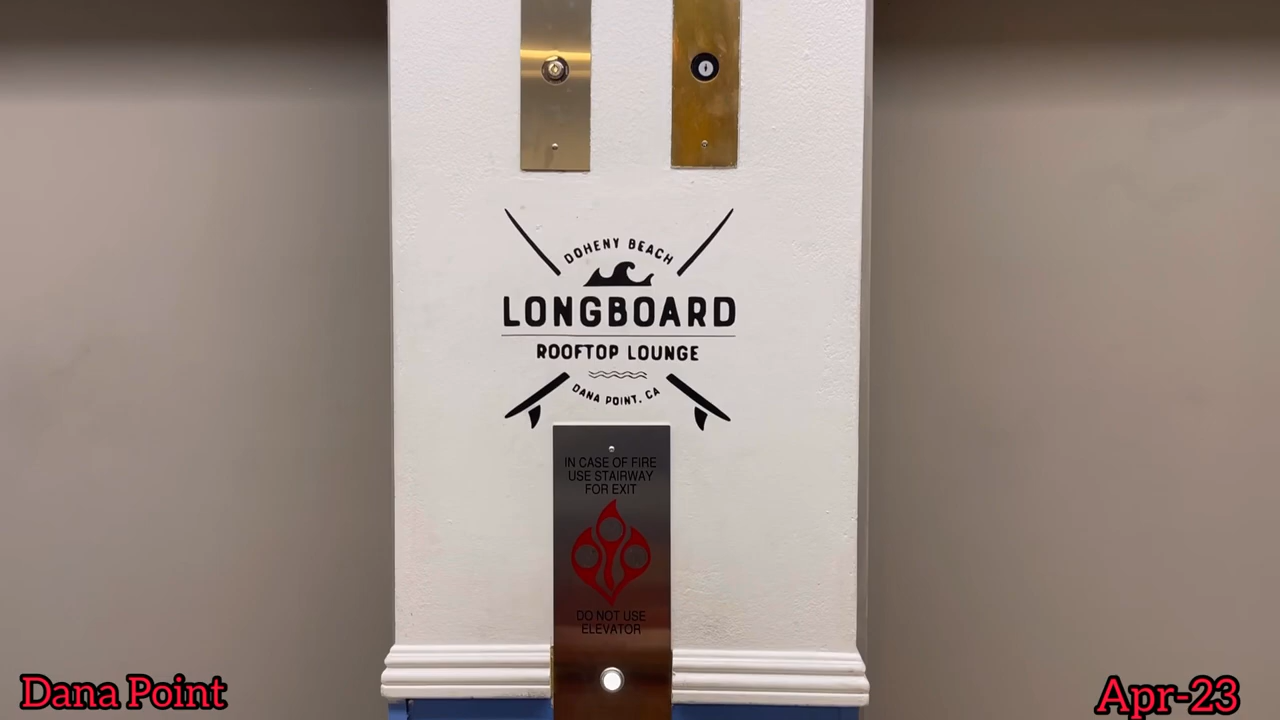 DOHENY BEACH
LONGBOARD
ROOFTOP LOUNGE
DANA POINT, CA
IN CASE OF FIRE
USE STAIRWAY
FOR EXIT
DO NOT USE
ELEVATOR
Dana Point
Apr-23